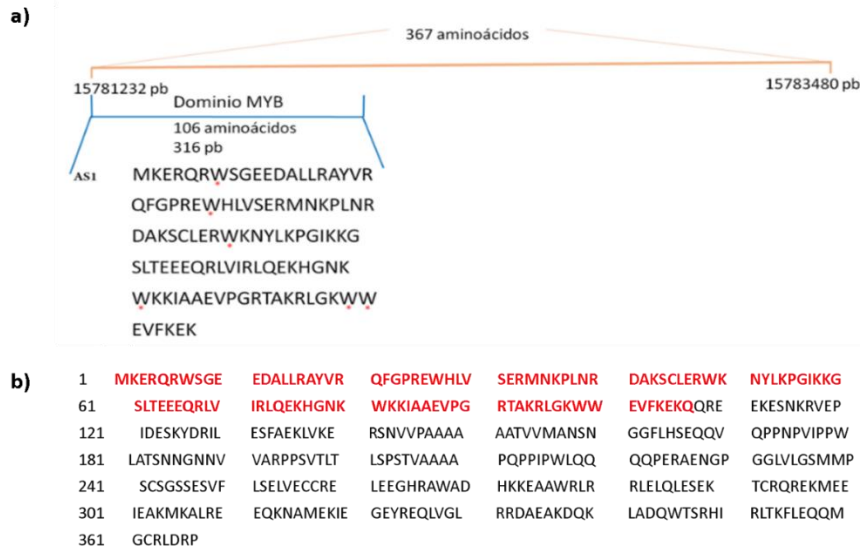 a)
367 aminoácidos
15781232 pb
15783480 pb
Dominio MYB
106 aminoácidos
316 pb
AS1 MKERQRWSGEEDALLRAYVR
QFGPREWHLVSERMNKPLNR
DAKSCLERWKNYLKPGIKKG
SLTEEEQRLVIRLQEKHGNK
WKKIAAEVPGRTAKRLGKWW
EVFKEK
b)
1 MKERQRWSGE EDALLRAYVR QFGPREWHLV SERMNKPLNR DAKSCLERWK NYLKPGIKKG
61 SLTEEEQRLV IRLQEKHGNK WKKIAAEVPG RTAKRLGKWW EVFKEKQQRE EKESNKRVEP
121 IDESKYDRIL ESFAEKLVKE RSNVVPAAAA AATVVMANSN GGFLHSEQQV QPPNPVIPPW
181 LATSNNGNNV VARPPSVTLT LSPSTVAAAA PQPPIPWLQQ QQPERAENGP GGLVLGSMMP
241 SCSGSSESVF LSELVECCRE LEEGHRAWAD HKKEAAWRLR RLELQLESEK TCRQREKMEE
301 IEAKMKALRE EQKNAMEKIE GEYREQLVGL RRDAEAKDQK LADQWTSRHI RLTKFLEQQM
361 GCRLDRP